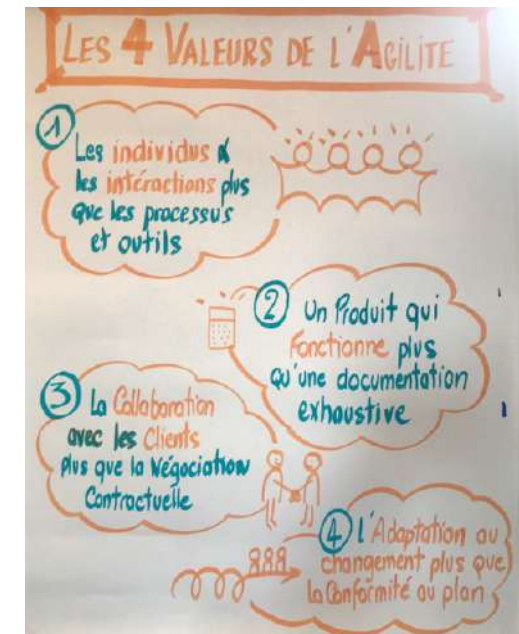 LES 4 VALEURS DE L'AGILITE
1
Les individus &
les intéractions plus
que les processus
et outils
2
Un Produit qui
Fonctionne plus
qu'une documentation
exhaustive
3
La Collaboration
avec les Clients
plus que la Négociation
Contractuelle
4
l'Adaptation au
changement plus que
la Conformité au plan